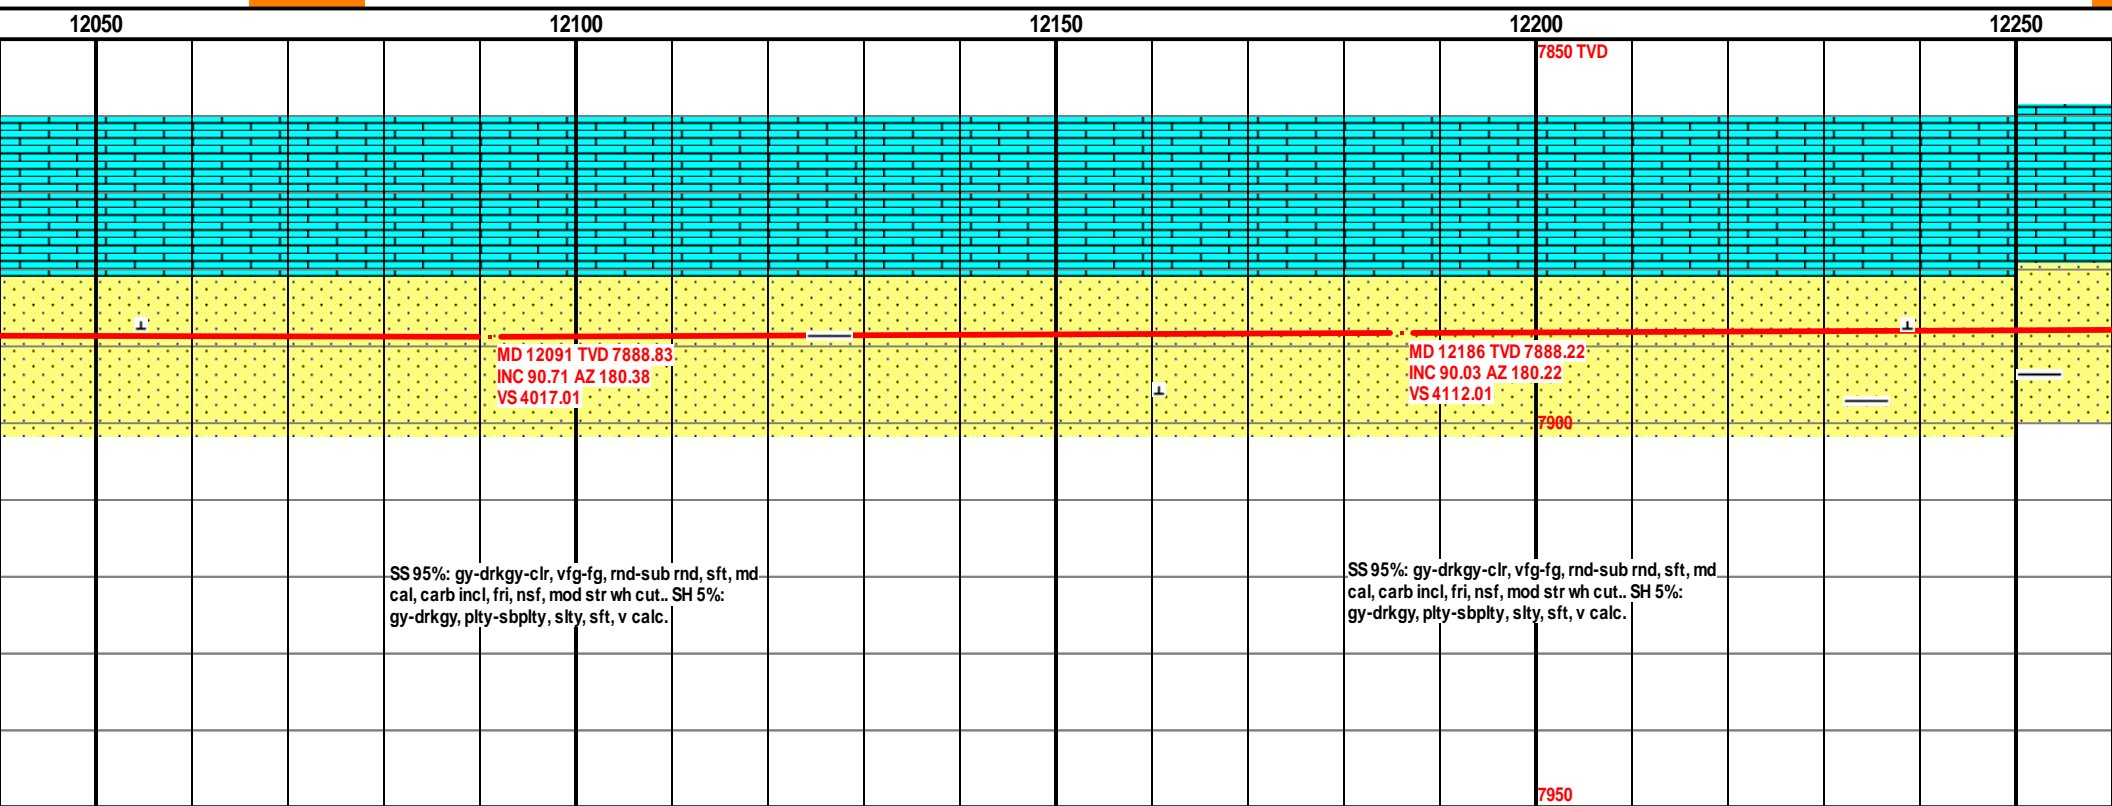 12050 12100 12150 12200 12250
7850 TVD
MD 12091 TVD 7888.83
INC 90.71 AZ 180.38
VS 4017.01
MD 12186 TVD 7888.22
INC 90.03 AZ 180.22
VS 4112.01
7900
SS 95%: gy-drkgy-clr, vfg-fg, rnd-sub rnd, sft, md
cal, carb incl, fri, nsf, mod str wh cut.. SH 5%:
gy-drkgy, plty-sbplty, slty, sft, v calc.
SS 95%: gy-drkgy-clr, vfg-fg, rnd-sub rnd, sft, md
cal, carb incl, fri, nsf, mod str wh cut.. SH 5%:
gy-drkgy, plty-sbplty, slty, sft, v calc.
7950